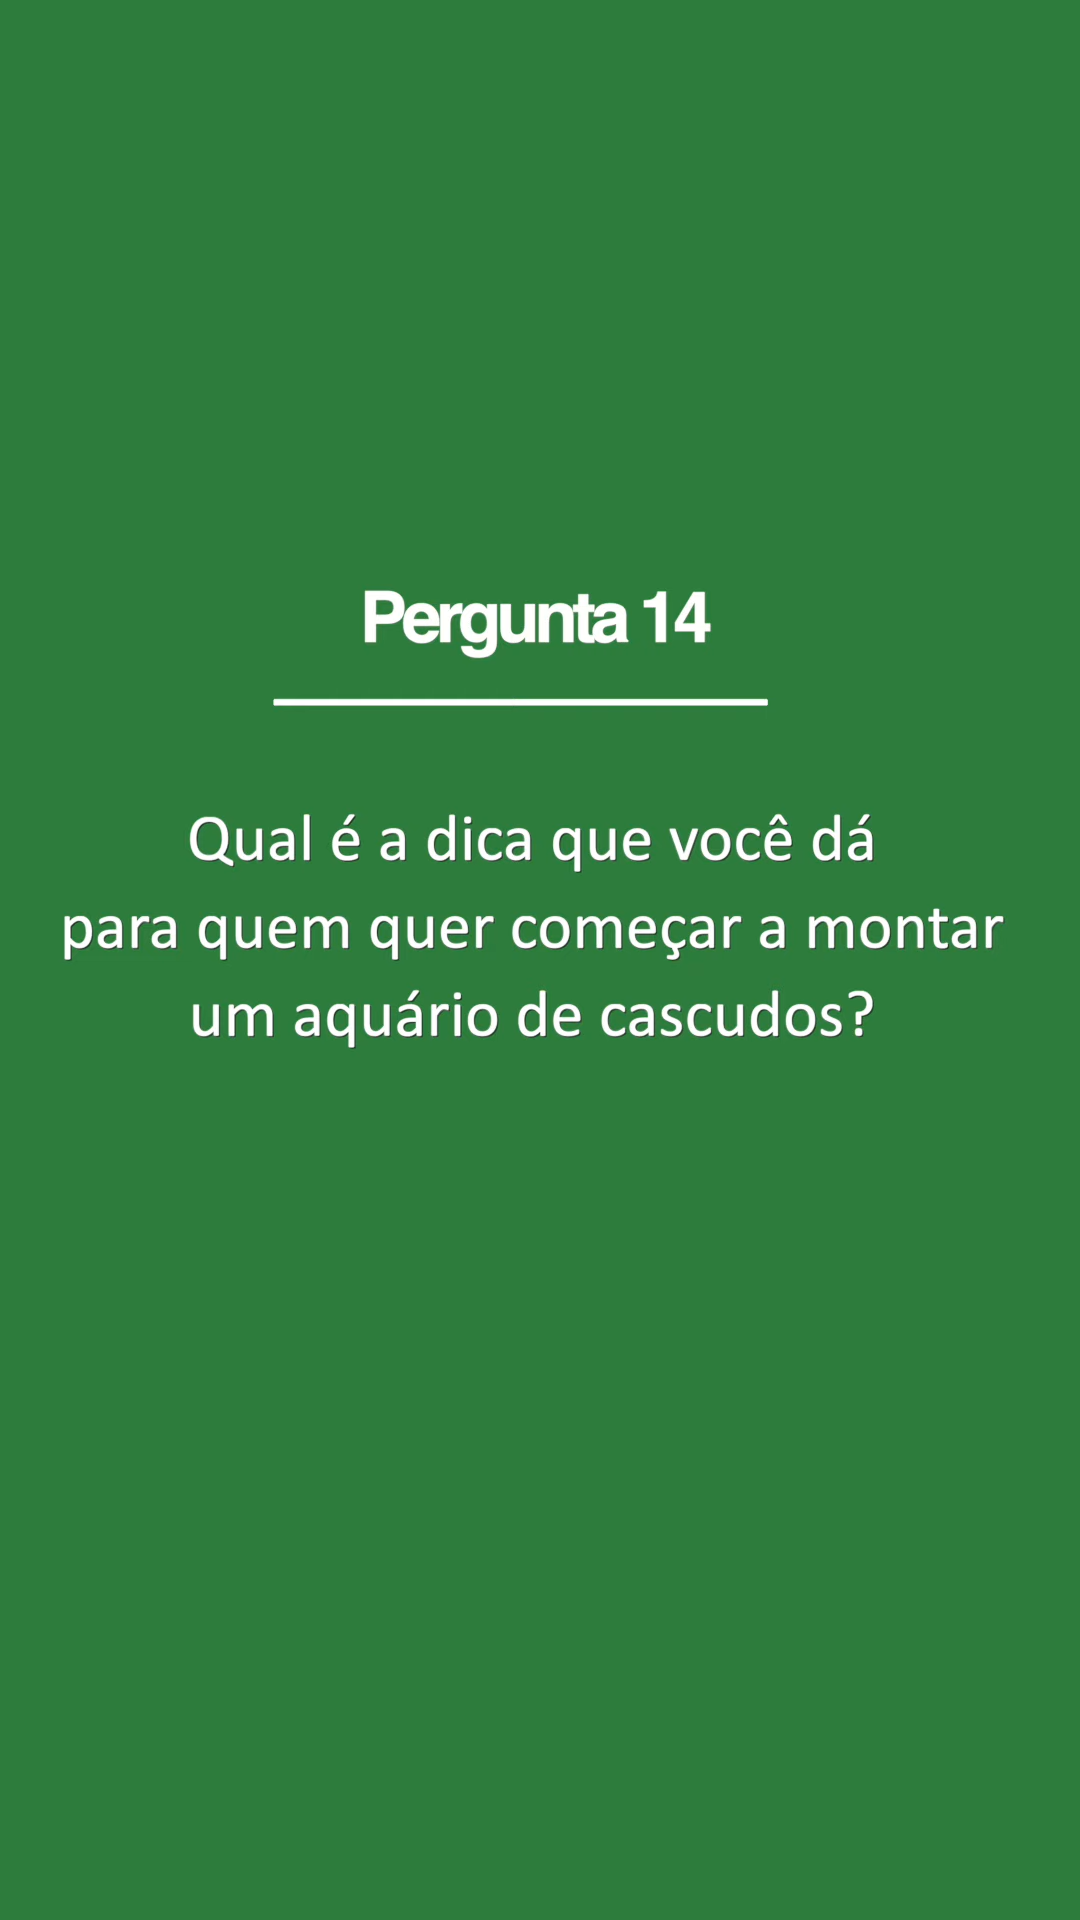 Pergunta 14
Qual é a dica que você dá
para quem quer começar a montar
um aquário de cascudos?